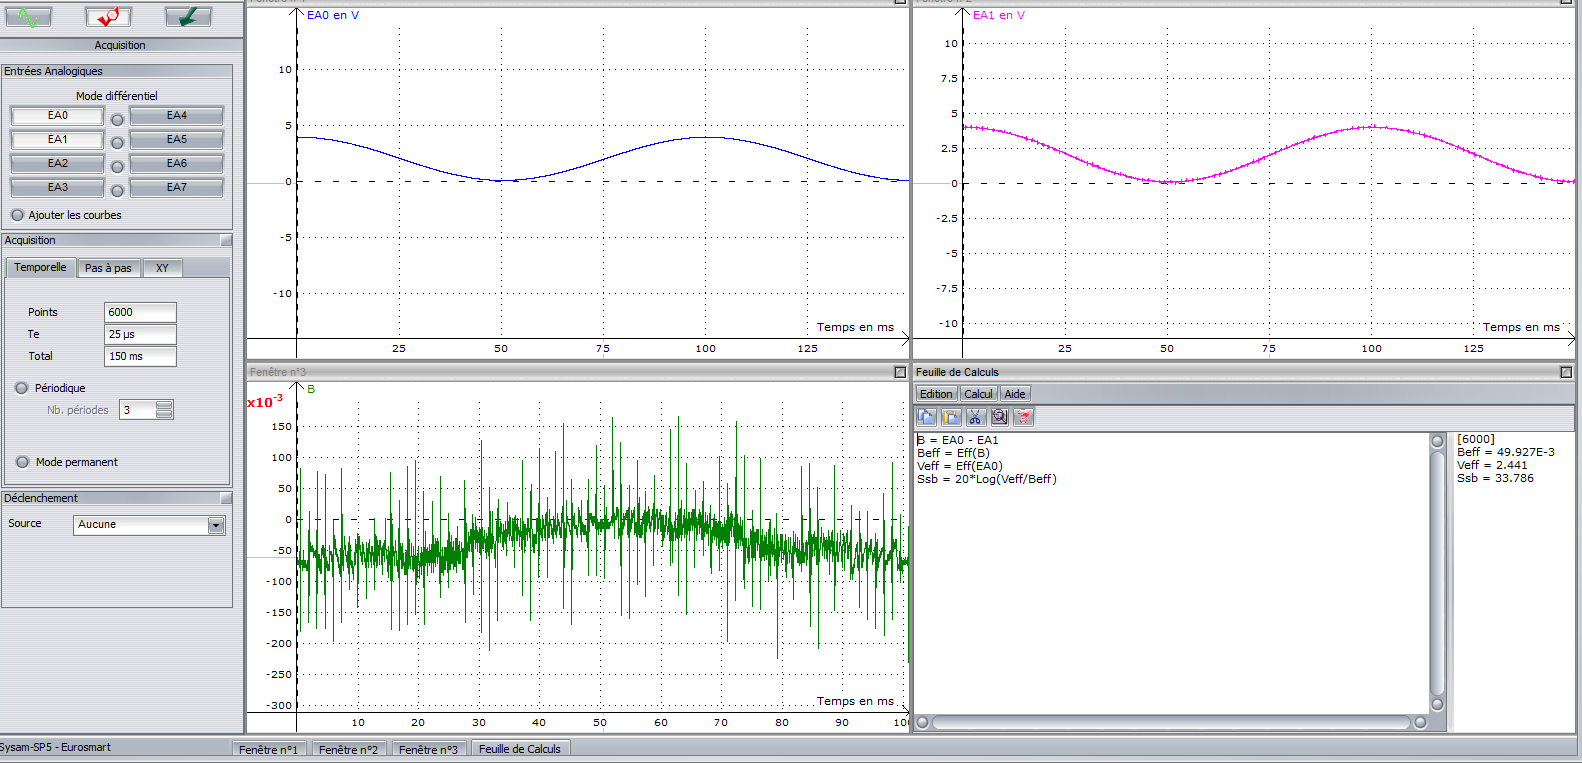 Acquisition
Entrées Analogiques
Mode différentiel
EA0
EA4
EA1
EA5
EA2
EA6
EA3
EA7
Ajouter les courbes
Acquisition
Temporelle
Pas à pas
XY
Points
6000
Te
25 µs
Total
150 ms
Périodique
Nb. périodes
3
Mode permanent
Déclenchement
Source
Aucune
EA0 en V
10
5
0
-5
-10
Temps en ms
25
50
75
100
125
EA1 en V
10
7.5
5
2.5
0
-2.5
-5
-7.5
-10
Temps en ms
25
50
75
100
125
Fenêtre n°3
B
x10-3
150
100
50
0
-50
-100
-150
-200
-250
-300
Temps en ms
10
20
30
40
50
60
70
80
90
Feuille de Calculs
Edition
Calcul
Aide
B = EA0 - EA1
Beff = Eff(B)
Veff = Eff(EA0)
Ssb = 20*Log(Veff/Beff)
[6000]
Beff = 49.927E-3
Veff = 2.441
Ssb = 33.786
Sysam-SP5 - Eurosmart
Fenêtre n°1
Fenêtre n°2
Fenêtre n°3
Feuille de Calculs